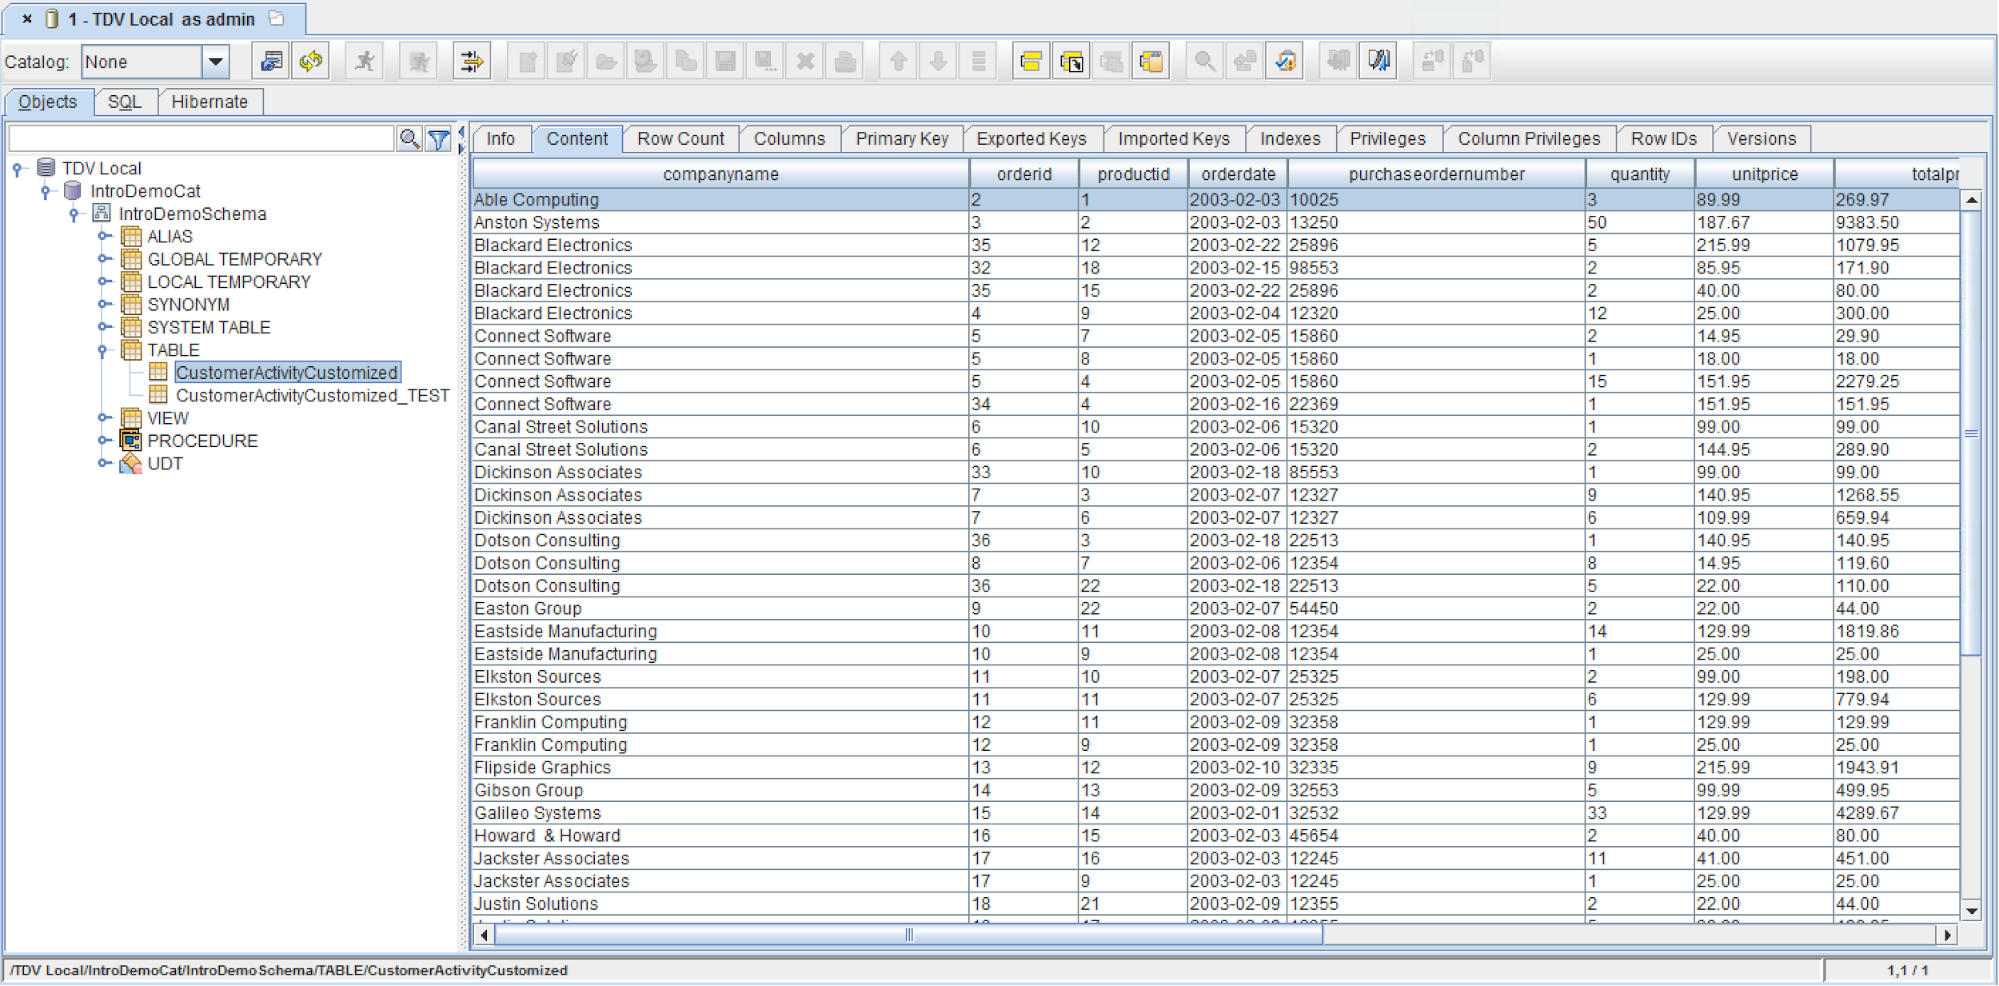 1 - TDV Local as admin
Catalog: None
Objects SQL Hibernate
Info Content Row Count Columns Primary Key Exported Keys Imported Keys Indexes Privileges Column Privileges Row IDs Versions
TDV Local
IntroDemoCat
IntroDemoSchema
ALIAS
GLOBAL TEMPORARY
LOCAL TEMPORARY
SYNONYM
SYSTEM TABLE
TABLE
CustomerActivityCustomized
CustomerActivityCustomized_TEST
VIEW
PROCEDURE
UDT
companyname orderid productid orderdate purchaseordernumber quantity unitprice totalpr
Able Computing 2 1 2003-02-03 10025 3 89.99 269.97
Anston Systems 3 2 2003-02-03 13250 50 187.67 9383.50
Blackard Electronics 35 12 2003-02-22 25896 5 215.99 1079.95
Blackard Electronics 32 18 2003-02-15 98553 2 85.95 171.90
Blackard Electronics 35 15 2003-02-22 25896 2 40.00 80.00
Blackard Electronics 4 9 2003-02-04 12320 12 25.00 300.00
Connect Software 5 7 2003-02-05 15860 2 14.95 29.90
Connect Software 5 8 2003-02-05 15860 1 18.00 18.00
Connect Software 5 4 2003-02-05 15860 15 151.95 2279.25
Connect Software 34 4 2003-02-16 22369 1 151.95 151.95
Canal Street Solutions 6 10 2003-02-06 15320 1 99.00 99.00
Canal Street Solutions 6 5 2003-02-06 15320 2 144.95 289.90
Dickinson Associates 33 10 2003-02-18 85553 1 99.00 99.00
Dickinson Associates 7 3 2003-02-07 12327 9 140.95 1268.55
Dickinson Associates 7 6 2003-02-07 12327 6 109.99 659.94
Dotson Consulting 36 3 2003-02-18 22513 1 140.95 140.95
Dotson Consulting 8 7 2003-02-06 12354 8 14.95 119.60
Dotson Consulting 36 22 2003-02-18 22513 5 22.00 110.00
Easton Group 9 22 2003-02-07 54450 2 22.00 44.00
Eastside Manufacturing 10 11 2003-02-08 12354 14 129.99 1819.86
Eastside Manufacturing 10 9 2003-02-08 12354 1 25.00 25.00
Elkston Sources 11 10 2003-02-07 25325 2 99.00 198.00
Elkston Sources 11 11 2003-02-07 25325 6 129.99 779.94
Franklin Computing 12 11 2003-02-09 32358 1 129.99 129.99
Franklin Computing 12 9 2003-02-09 32358 1 25.00 25.00
Flipside Graphics 13 12 2003-02-10 32335 9 215.99 1943.91
Gibson Group 14 13 2003-02-09 32553 5 99.99 499.95
Galileo Systems 15 14 2003-02-01 32532 33 129.99 4289.67
Howard & Howard 16 15 2003-02-03 45654 2 40.00 80.00
Jackster Associates 17 16 2003-02-03 12245 11 41.00 451.00
Jackster Associates 17 9 2003-02-03 12245 1 25.00 25.00
Justin Solutions 18 21 2003-02-09 12355 2 22.00 44.00
/TDV Local/IntroDemoCat/IntroDemoSchema/TABLE/CustomerActivityCustomized
1,1 / 1